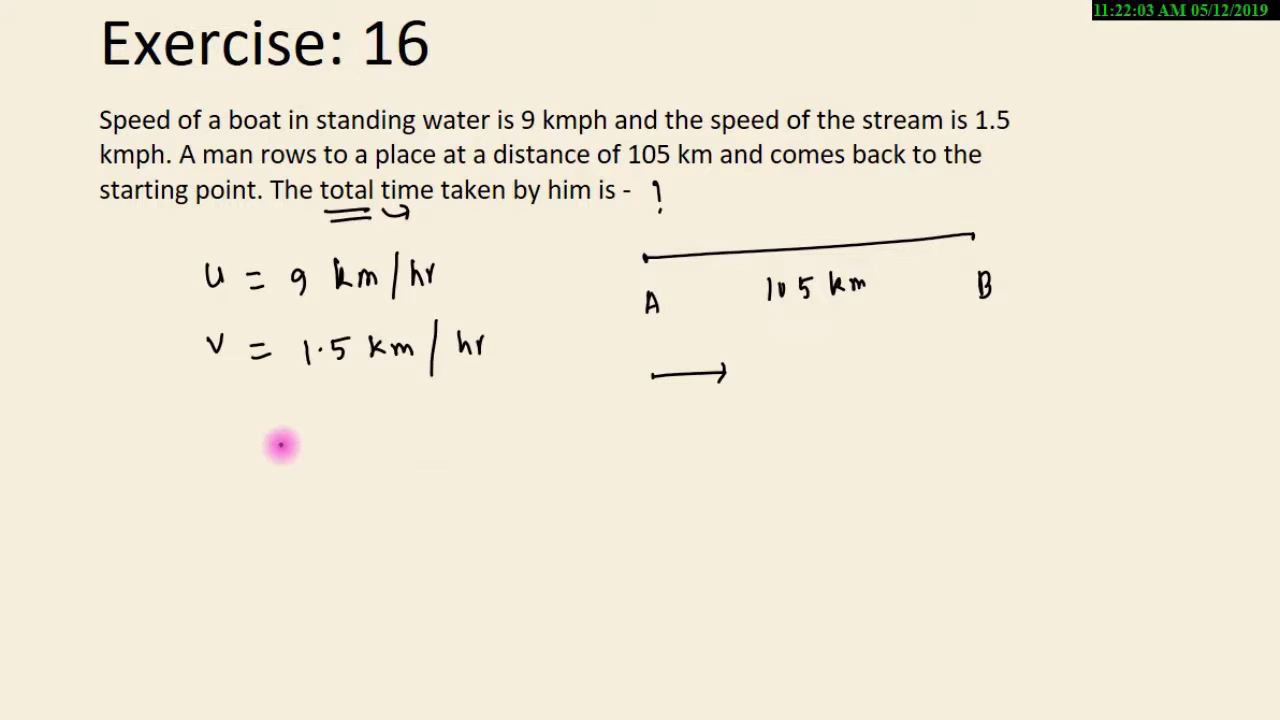 11:22:03 AM 05/12/2019
Exercise: 16
Speed of a boat in standing water is 9 kmph and the speed of the stream is 1.5
kmph. A man rows to a place at a distance of 105 km and comes back to the
starting point. The total time taken by him is - ?
u = 9 km/hr
105 km
A
B
v = 1.5 km/hr